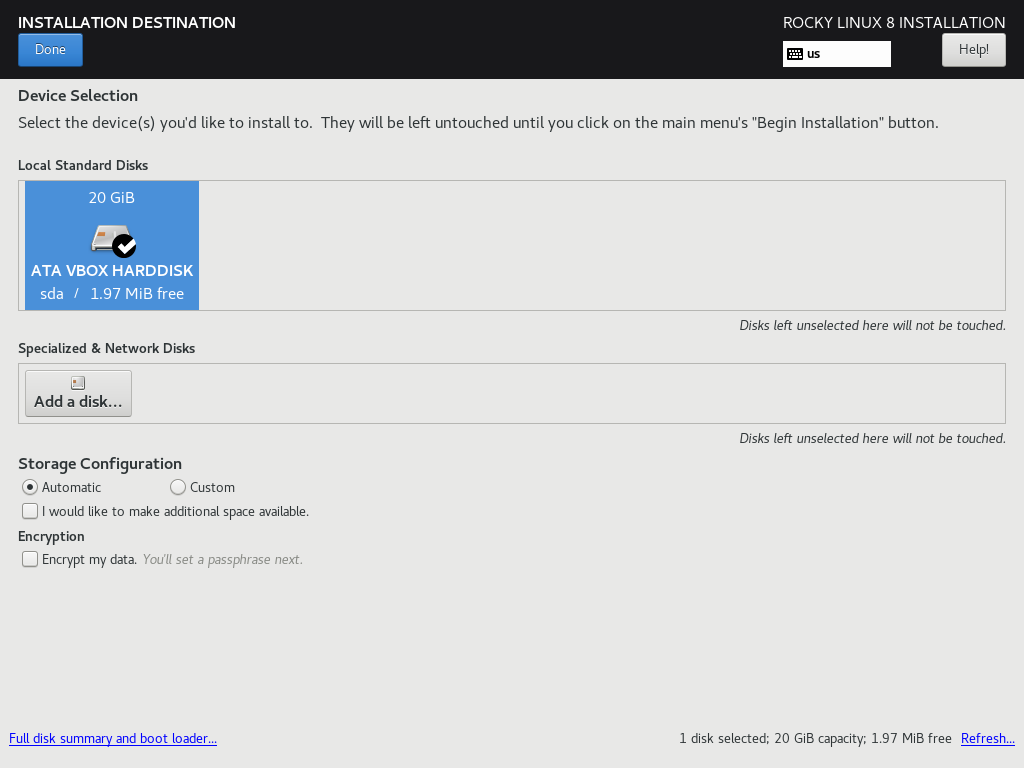 INSTALLATION DESTINATION
ROCKY LINUX 8 INSTALLATION
Done
us
Help!
Device Selection
Select the device(s) you'd like to install to.  They will be left untouched until you click on the main menu's "Begin Installation" button.
Local Standard Disks
20 GiB
ATA VBOX HARDDISK
sda / 1.97 MiB free
Disks left unselected here will not be touched.
Specialized & Network Disks
Add a disk...
Disks left unselected here will not be touched.
Storage Configuration
Automatic
Custom
I would like to make additional space available.
Encryption
Encrypt my data. You'll set a passphrase next.
Full disk summary and boot loader...
1 disk selected; 20 GiB capacity; 1.97 MiB free Refresh...